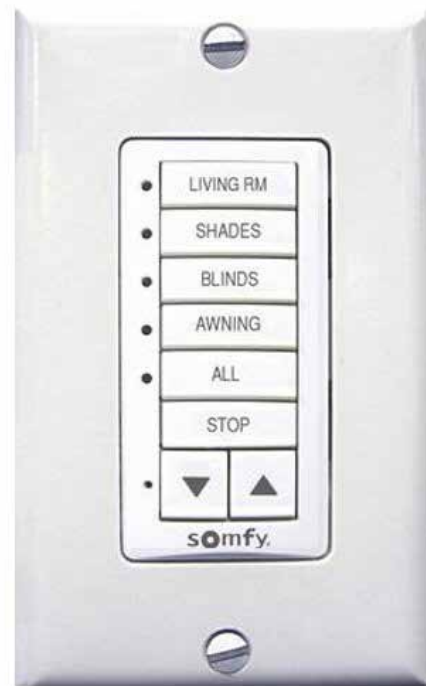 LIVING RM
SHADES
BLINDS
AWNING
ALL
STOP
somfy.